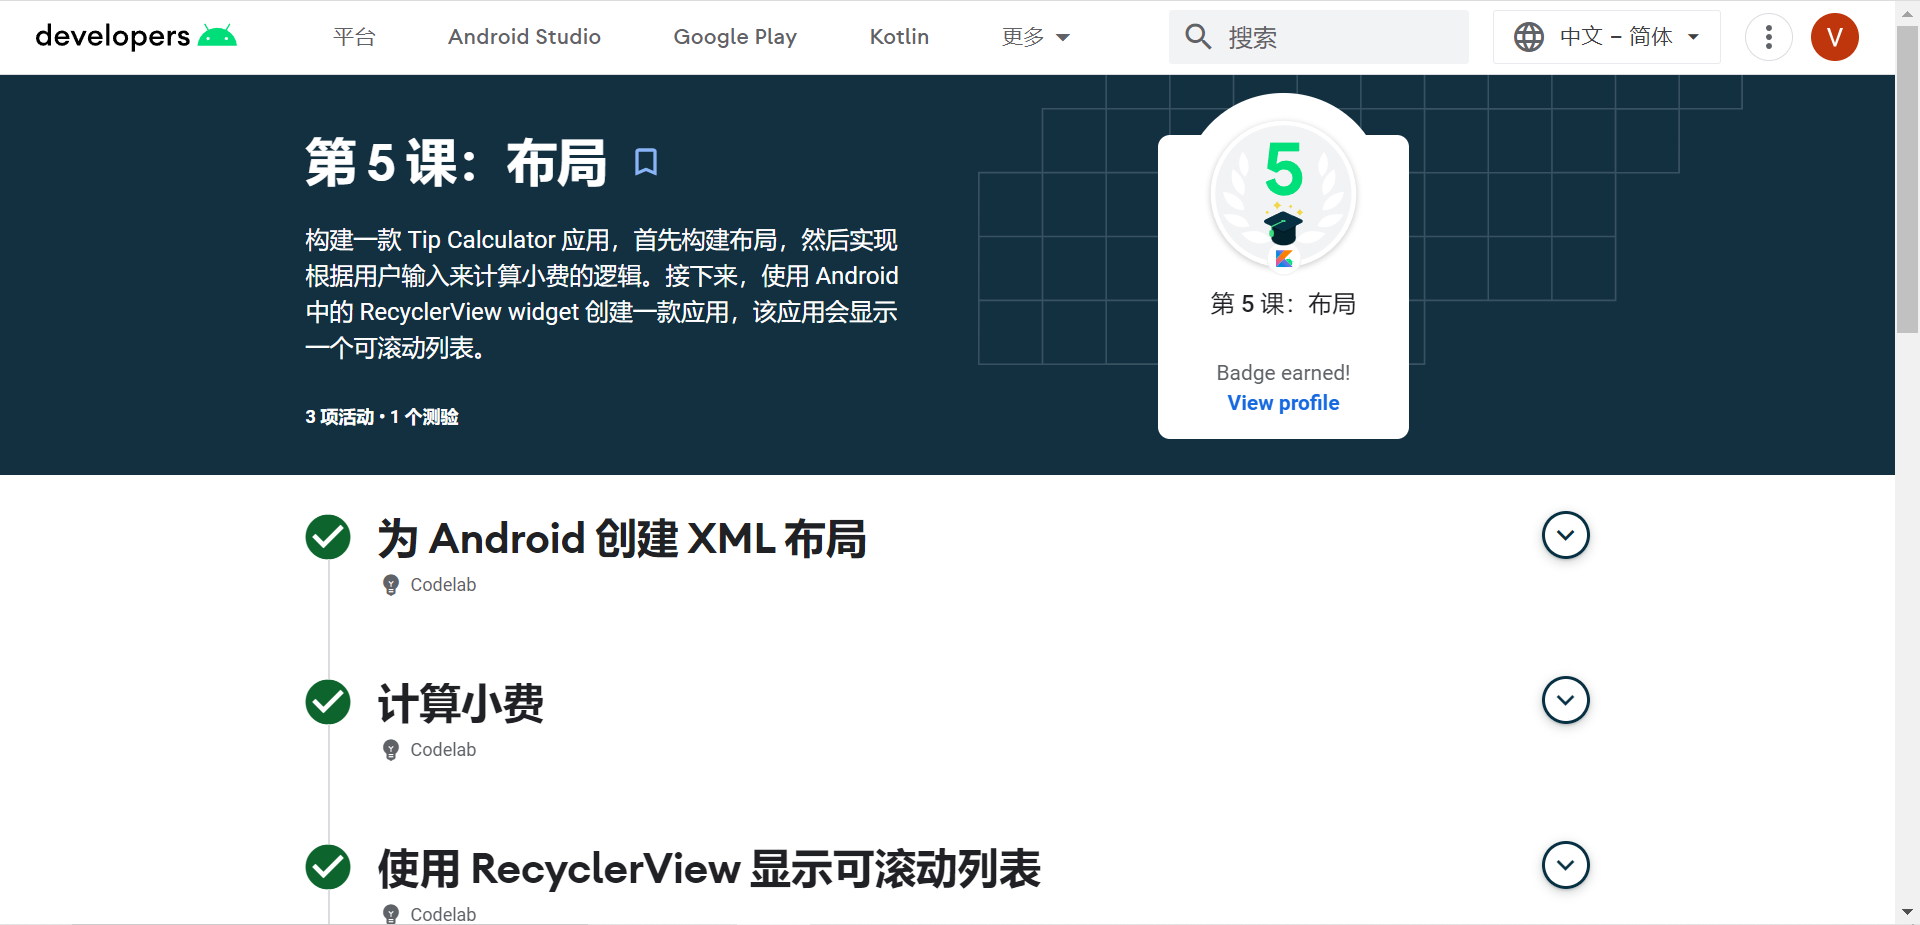 developers
平台
Android Studio
Google Play
Kotlin
更多
搜索
中文 – 简体
V
第 5 课：布局
构建一款 Tip Calculator 应用，首先构建布局，然后实现
根据用户输入来计算小费的逻辑。接下来，使用 Android
中的 RecyclerView widget 创建一款应用，该应用会显示
一个可滚动列表。
3 项活动 • 1 个测验
5
第 5 课：布局
Badge earned!
View profile
为 Android 创建 XML 布局
Codelab
计算小费
Codelab
使用 RecyclerView 显示可滚动列表
Codelab